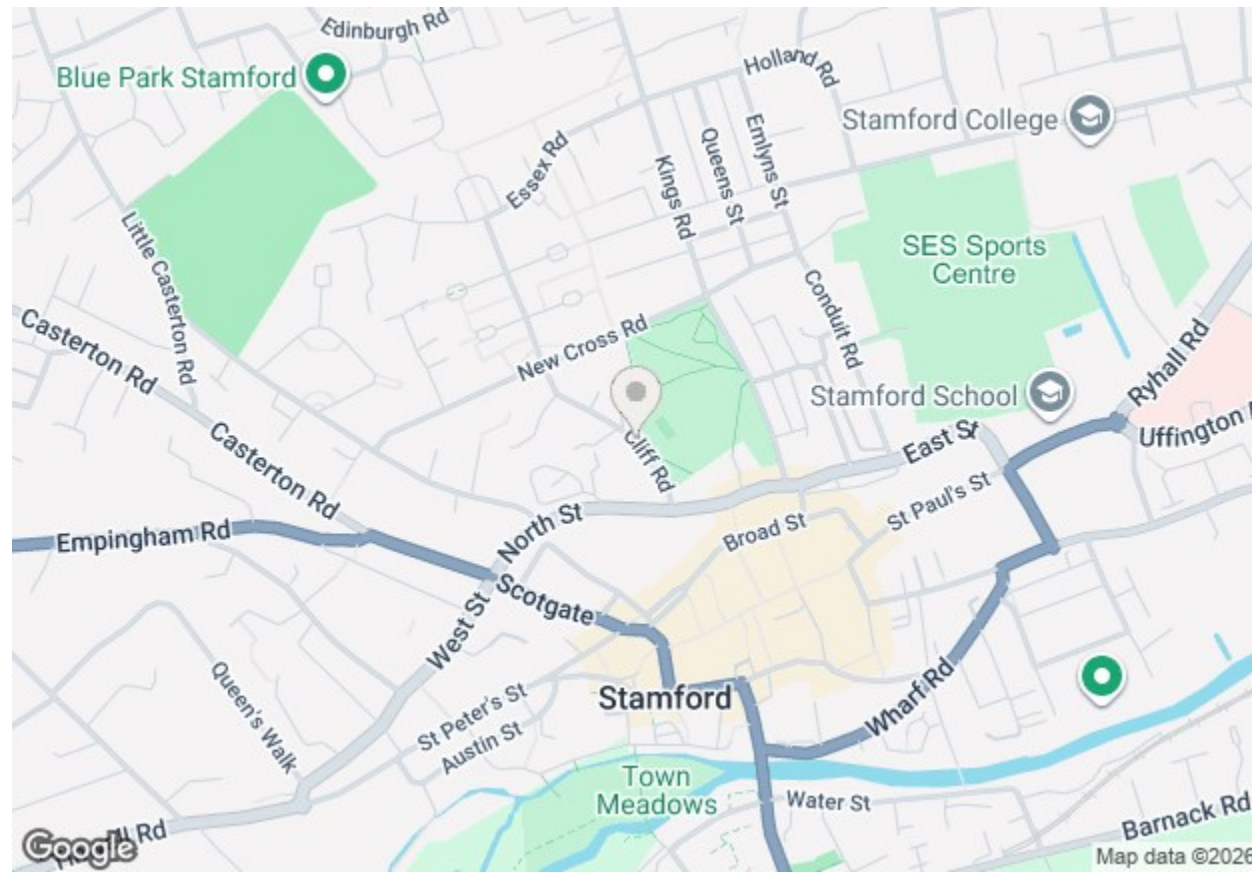 Edinburgh Rd
Holland Rd
Blue Park Stamford
Stamford College
Essex Rd
Kings Rd
Queens St
Emlyns St
Little Casterton Rd
SES Sports
Centre
Conduit Rd
Casterton Rd
New Cross Rd
Ryhall Rd
Stamford School
Uffington
Casterton Rd
Cliff Rd
East St
St Paul's St
North St
Broad St
Empingham Rd
Scotgate
West St
Queen's Walk
St Peter's St
Austin St
Stamford
Wharf Rd
Town
Meadows
Water St
Barnack Rd
Rd
Google
Map data ©2026